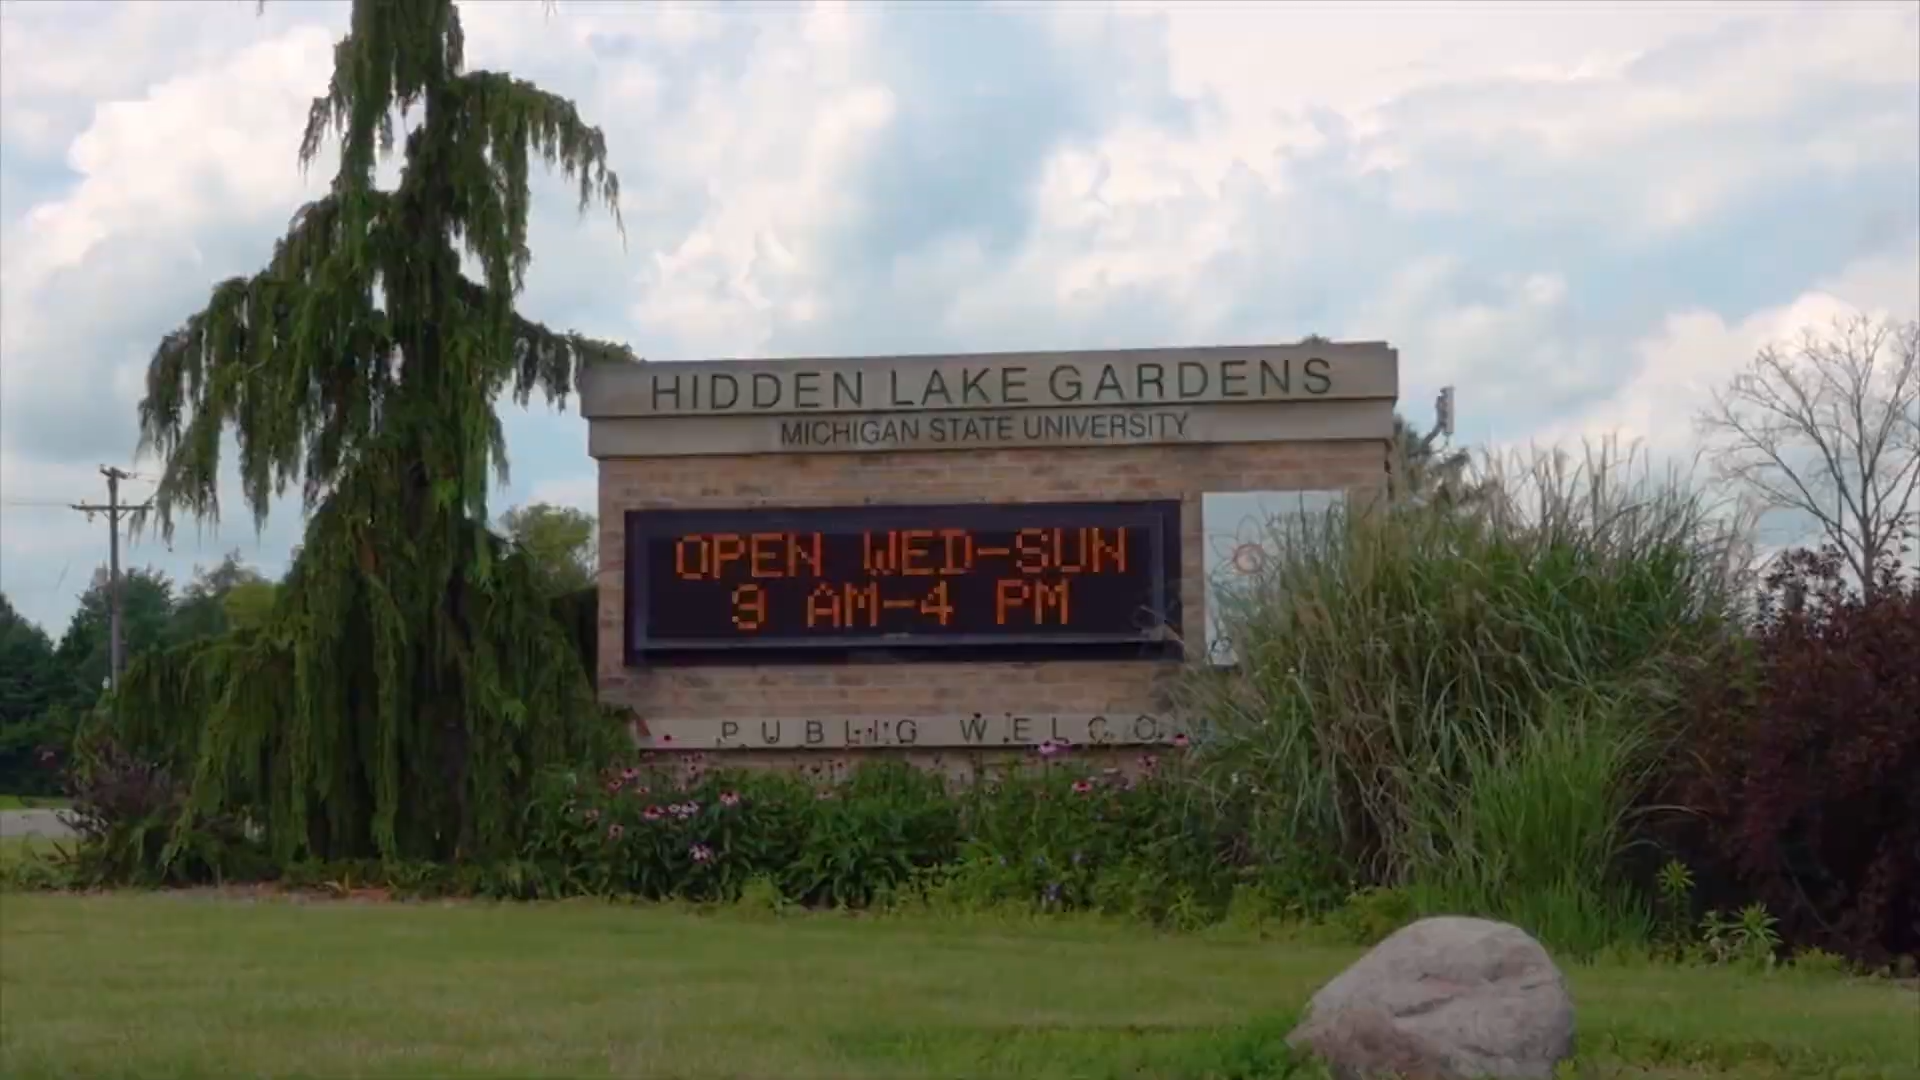 HIDDEN LAKE GARDENS
MICHIGAN STATE UNIVERSITY
OPEN WED-SUN
9 AM-4 PM
PUBLIC